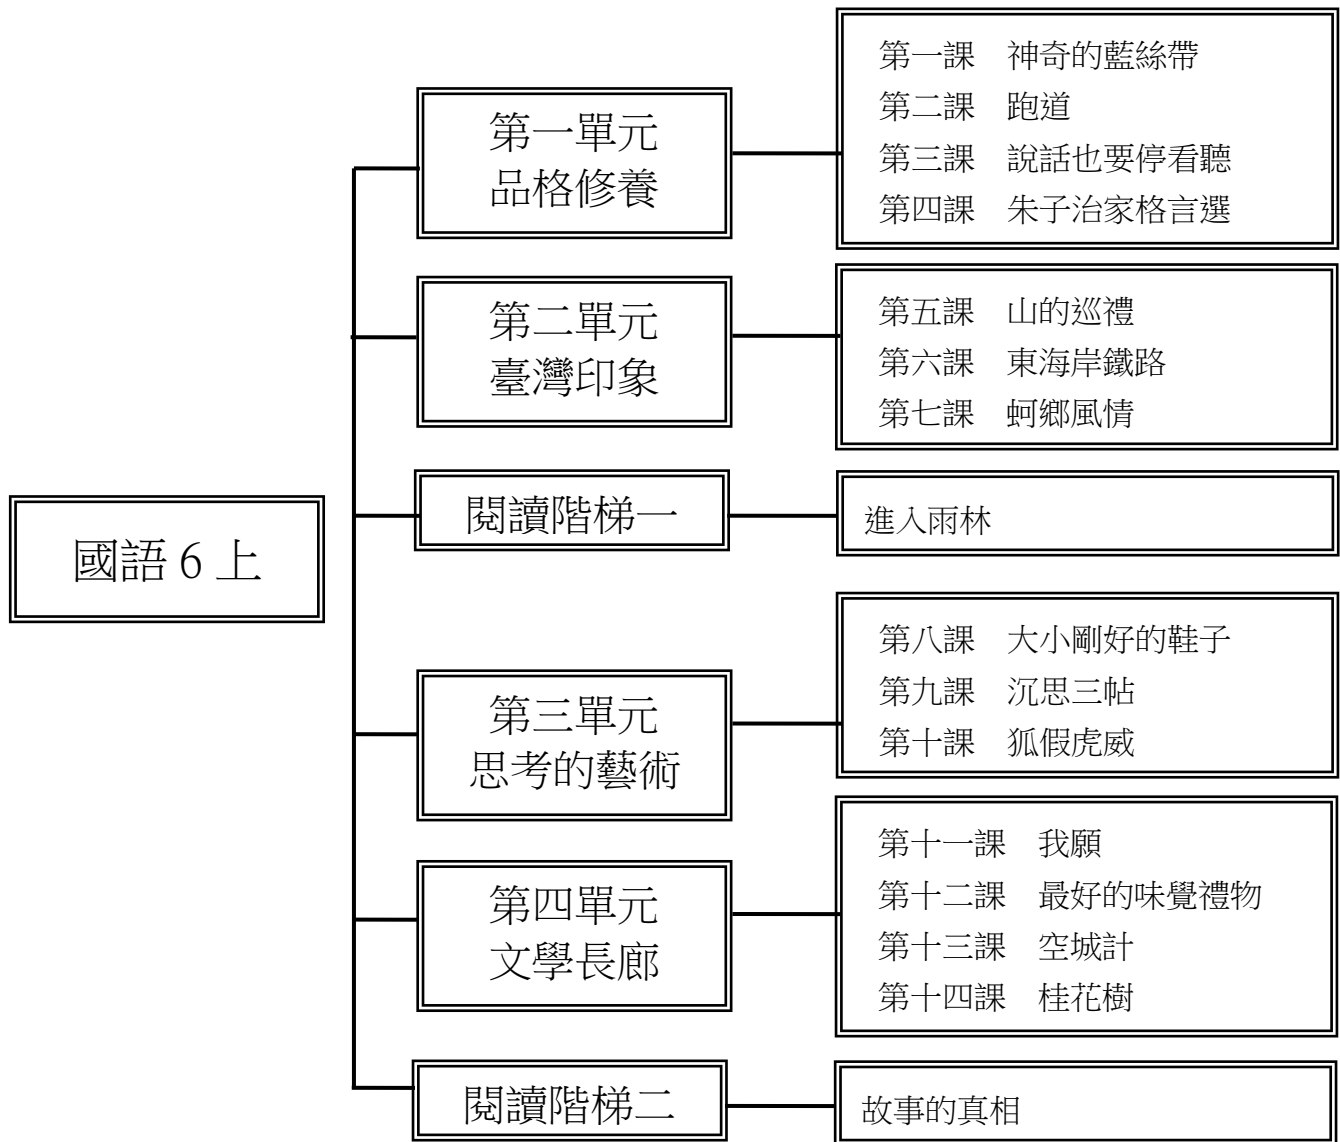 國語 6 上
第一單元
品格修養
第一課　神奇的藍絲帶
第二課　跑道
第三課　說話也要停看聽
第四課　朱子治家格言選
第二單元
臺灣印象
第五課　山的巡禮
第六課　東海岸鐵路
第七課　蚵鄉風情
閱讀階梯一
進入雨林
第三單元
思考的藝術
第八課　大小剛好的鞋子
第九課　沉思三帖
第十課　狐假虎威
第四單元
文學長廊
第十一課　我願
第十二課　最好的味覺禮物
第十三課　空城計
第十四課　桂花樹
閱讀階梯二
故事的真相